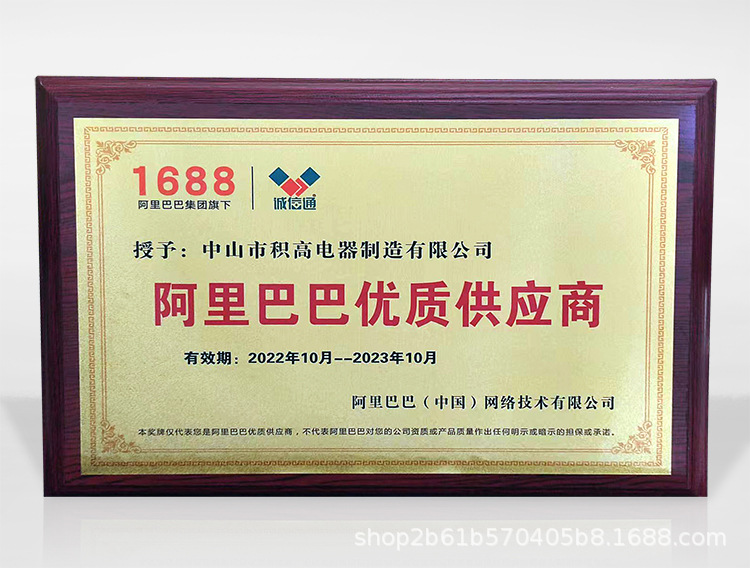 1688
阿里巴巴集团旗下
诚信通
授予：中山市积高电器制造有限公司
阿里巴巴优质供应商
有效期：2022年10月--2023年10月
阿里巴巴（中国）网络技术有限公司
本奖牌仅代表您是阿里巴巴优质供应商，不代表阿里巴巴对您的公司资质或产品质量作出任何明示或暗示的担保或承诺。
shop2b61b570405b8.1688.com